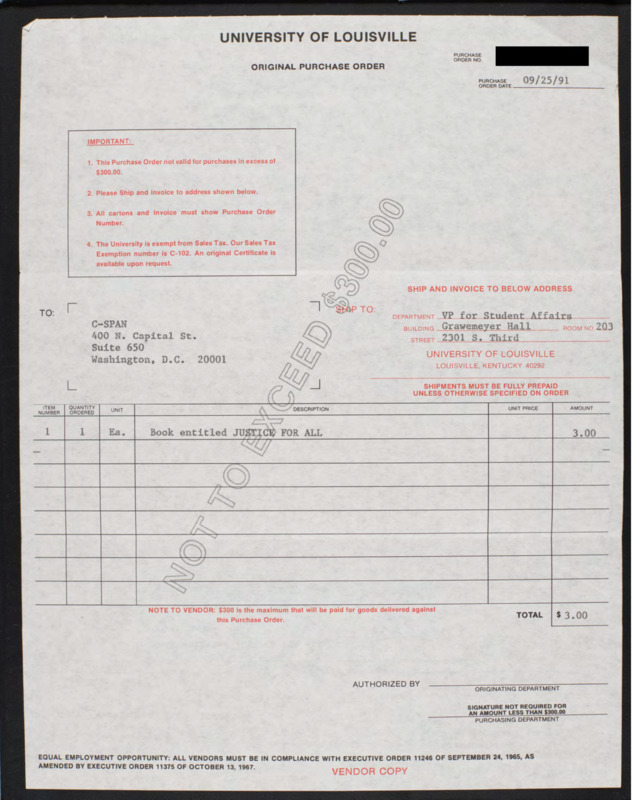 UNIVERSITY OF LOUISVILLE
ORIGINAL PURCHASE ORDER
PURCHASE
ORDER NO.
PURCHASE
ORDER DATE 09/25/91
IMPORTANT:
1. This Purchase Order not valid for purchases in excess of
$300.00.
2. Please Ship and Invoice to address shown below.
3. All cartons and Invoice must show Purchase Order
Number.
4. The University is exempt from Sales Tax. Our Sales Tax
Exemption number is C-102. An original Certificate is
available upon request.
NOT TO EXCEED $300.00
TO:
C-SPAN
400 N. Capital St.
Suite 650
Washington, D.C. 20001
SHIP TO:
SHIP AND INVOICE TO BELOW ADDRESS
DEPARTMENT VP for Student Affairs
BUILDING Grawemeyer Hall ROOM NO 203
STREET 2301 S. Third
UNIVERSITY OF LOUISVILLE
LOUISVILLE, KENTUCKY 40292
SHIPMENTS MUST BE FULLY PREPAID
UNLESS OTHERWISE SPECIFIED ON ORDER
ITEM NUMBER QUANTITY ORDERED UNIT DESCRIPTION UNIT PRICE AMOUNT
1 1 Ea. Book entitled JUSTICE FOR ALL 3.00
NOTE TO VENDOR: $300 is the maximum that will be paid for goods delivered against
this Purchase Order.
TOTAL $ 3.00
AUTHORIZED BY
ORIGINATING DEPARTMENT
SIGNATURE NOT REQUIRED FOR
AN AMOUNT LESS THAN $300.00
PURCHASING DEPARTMENT
EQUAL EMPLOYMENT OPPORTUNITY: ALL VENDORS MUST BE IN COMPLIANCE WITH EXECUTIVE ORDER 11246 OF SEPTEMBER 24, 1965, AS
AMENDED BY EXECUTIVE ORDER 11375 OF OCTOBER 13, 1967.
VENDOR COPY